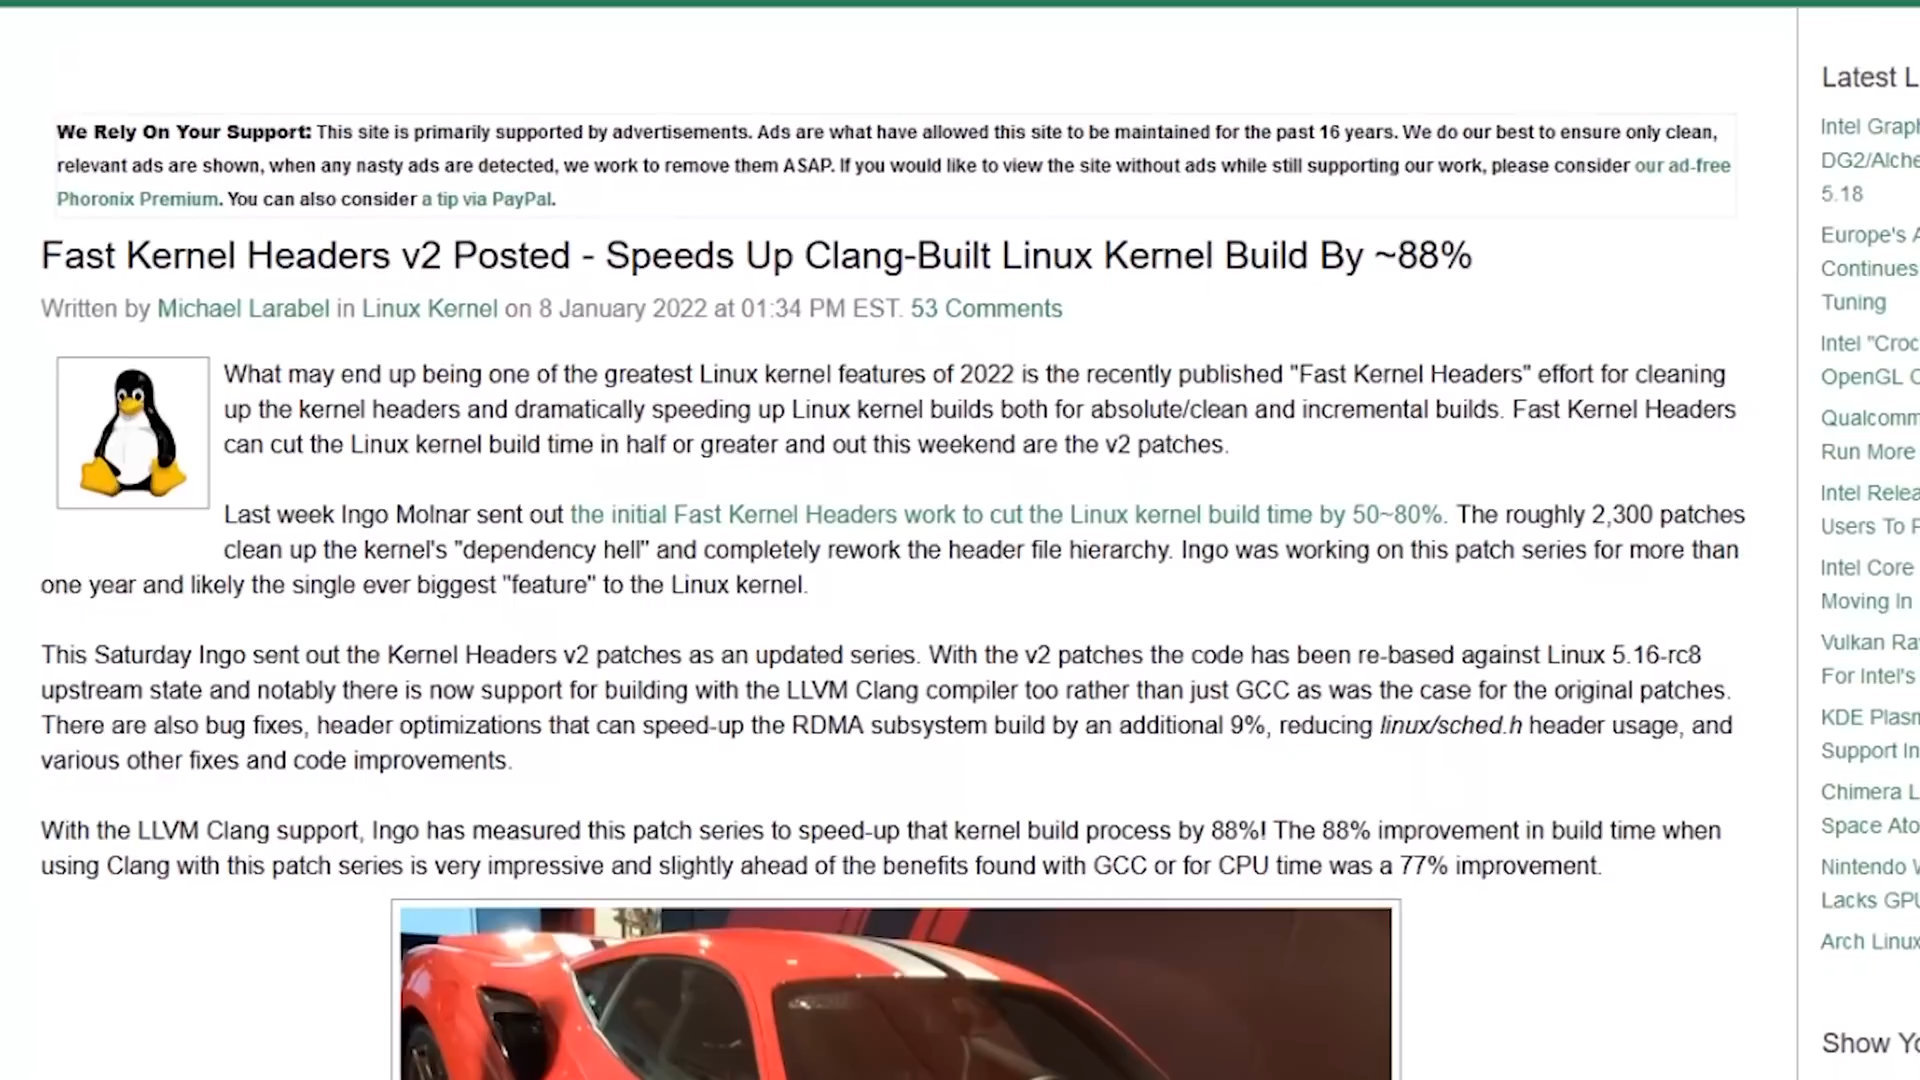 We Rely On Your Support: This site is primarily supported by advertisements. Ads are what have allowed this site to be maintained for the past 16 years. We do our best to ensure only clean,
relevant ads are shown, when any nasty ads are detected, we work to remove them ASAP. If you would like to view the site without ads while still supporting our work, please consider our ad-free
Phoronix Premium. You can also consider a tip via PayPal.
Fast Kernel Headers v2 Posted - Speeds Up Clang-Built Linux Kernel Build By ~88%
Written by Michael Larabel in Linux Kernel on 8 January 2022 at 01:34 PM EST. 53 Comments
What may end up being one of the greatest Linux kernel features of 2022 is the recently published "Fast Kernel Headers" effort for cleaning
up the kernel headers and dramatically speeding up Linux kernel builds both for absolute/clean and incremental builds. Fast Kernel Headers
can cut the Linux kernel build time in half or greater and out this weekend are the v2 patches.
Last week Ingo Molnar sent out the initial Fast Kernel Headers work to cut the Linux kernel build time by 50~80%. The roughly 2,300 patches
clean up the kernel's "dependency hell" and completely rework the header file hierarchy. Ingo was working on this patch series for more than
one year and likely the single ever biggest "feature" to the Linux kernel.
This Saturday Ingo sent out the Kernel Headers v2 patches as an updated series. With the v2 patches the code has been re-based against Linux 5.16-rc8
upstream state and notably there is now support for building with the LLVM Clang compiler too rather than just GCC as was the case for the original patches.
There are also bug fixes, header optimizations that can speed-up the RDMA subsystem build by an additional 9%, reducing linux/sched.h header usage, and
various other fixes and code improvements.
With the LLVM Clang support, Ingo has measured this patch series to speed-up that kernel build process by 88%! The 88% improvement in build time when
using Clang with this patch series is very impressive and slightly ahead of the benefits found with GCC or for CPU time was a 77% improvement.
Latest L
Intel Grap
DG2/Alche
5.18
Europe's A
Continues
Tuning
Intel "Croc
OpenGL C
Qualcomm
Run More
Intel Relea
Users To P
Intel Core
Moving In
Vulkan Ra
For Intel's
KDE Plasm
Support In
Chimera L
Space Ato
Nintendo W
Lacks GPU
Arch Linux
Show Yo